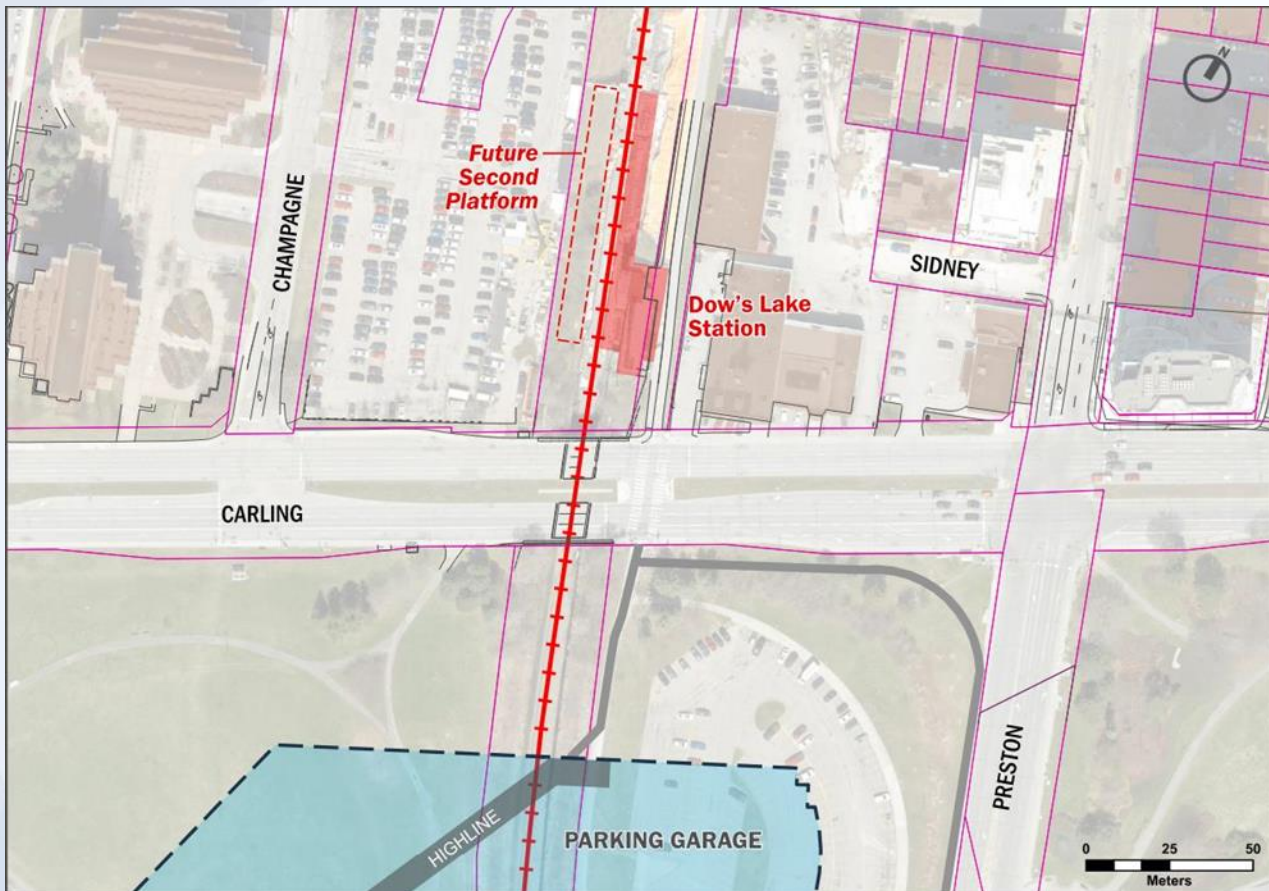 N
Future
Second
Platform
CHAMPAGNE
SIDNEY
Dow's Lake
Station
CARLING
PRESTON
HIGHLINE
PARKING GARAGE
0 25 50
Meters